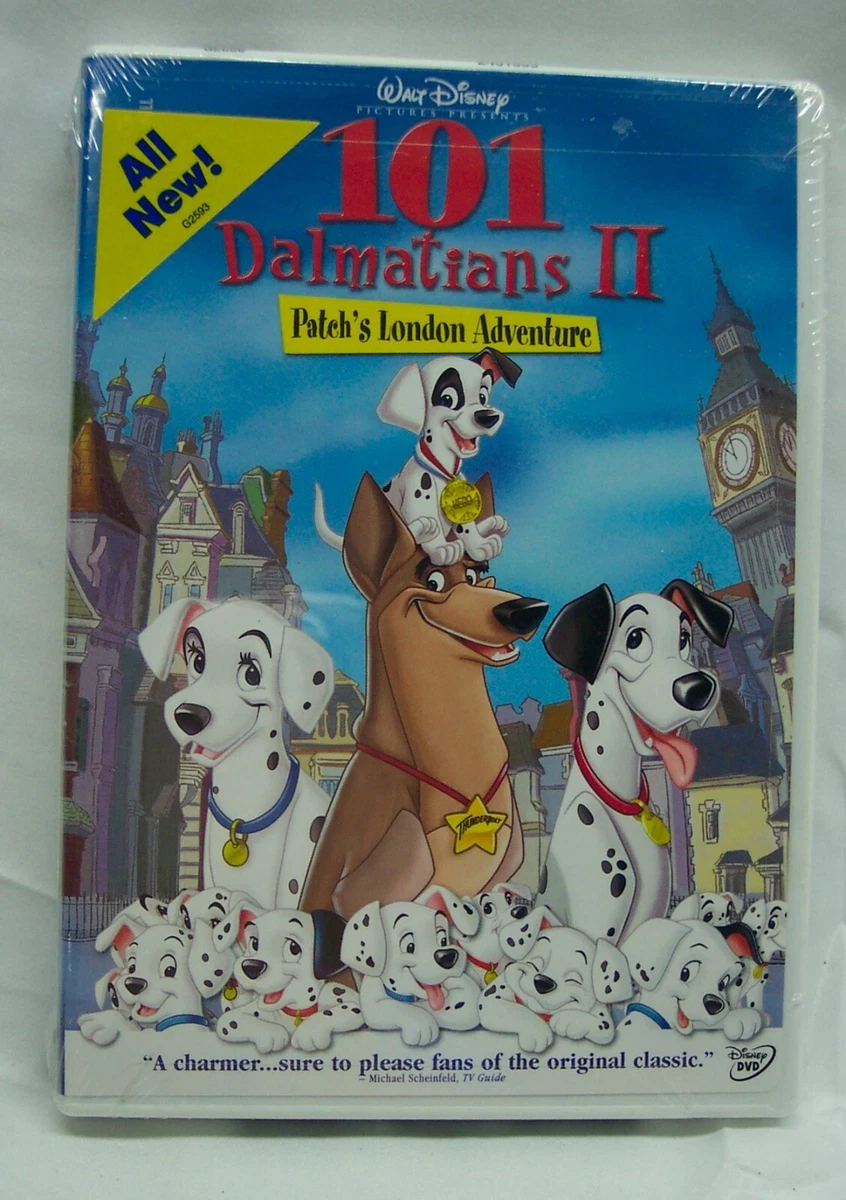 WALT DISNEY
PICTURES PRESENTS
All
New!
G2593
101
Dalmatians II
Patch's London Adventure
HERO
THUNDERBOLT
"A charmer...sure to please fans of the original classic."
– Michael Scheinfeld, TV Guide
DISNEY
DVD